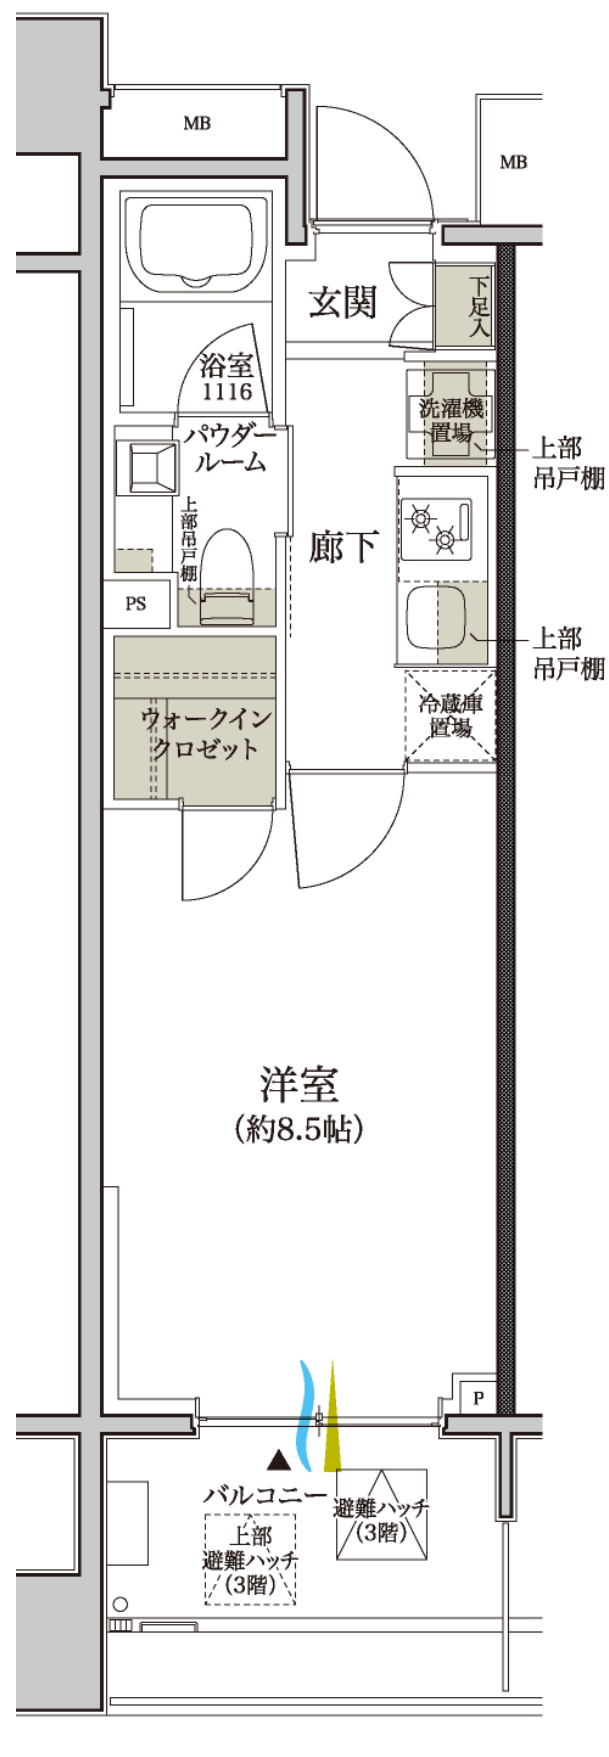 MB
MB
玄関
下足入
浴室
1116
洗濯機
置場
上部
吊戸棚
パウダー
ルーム
上部吊戸棚
廊下
PS
上部
吊戸棚
冷蔵庫
置場
ウォークイン
クロゼット
洋室
(約8.5帖)
P
バルコニー
避難ハッチ
(3階)
上部
避難ハッチ
(3階)